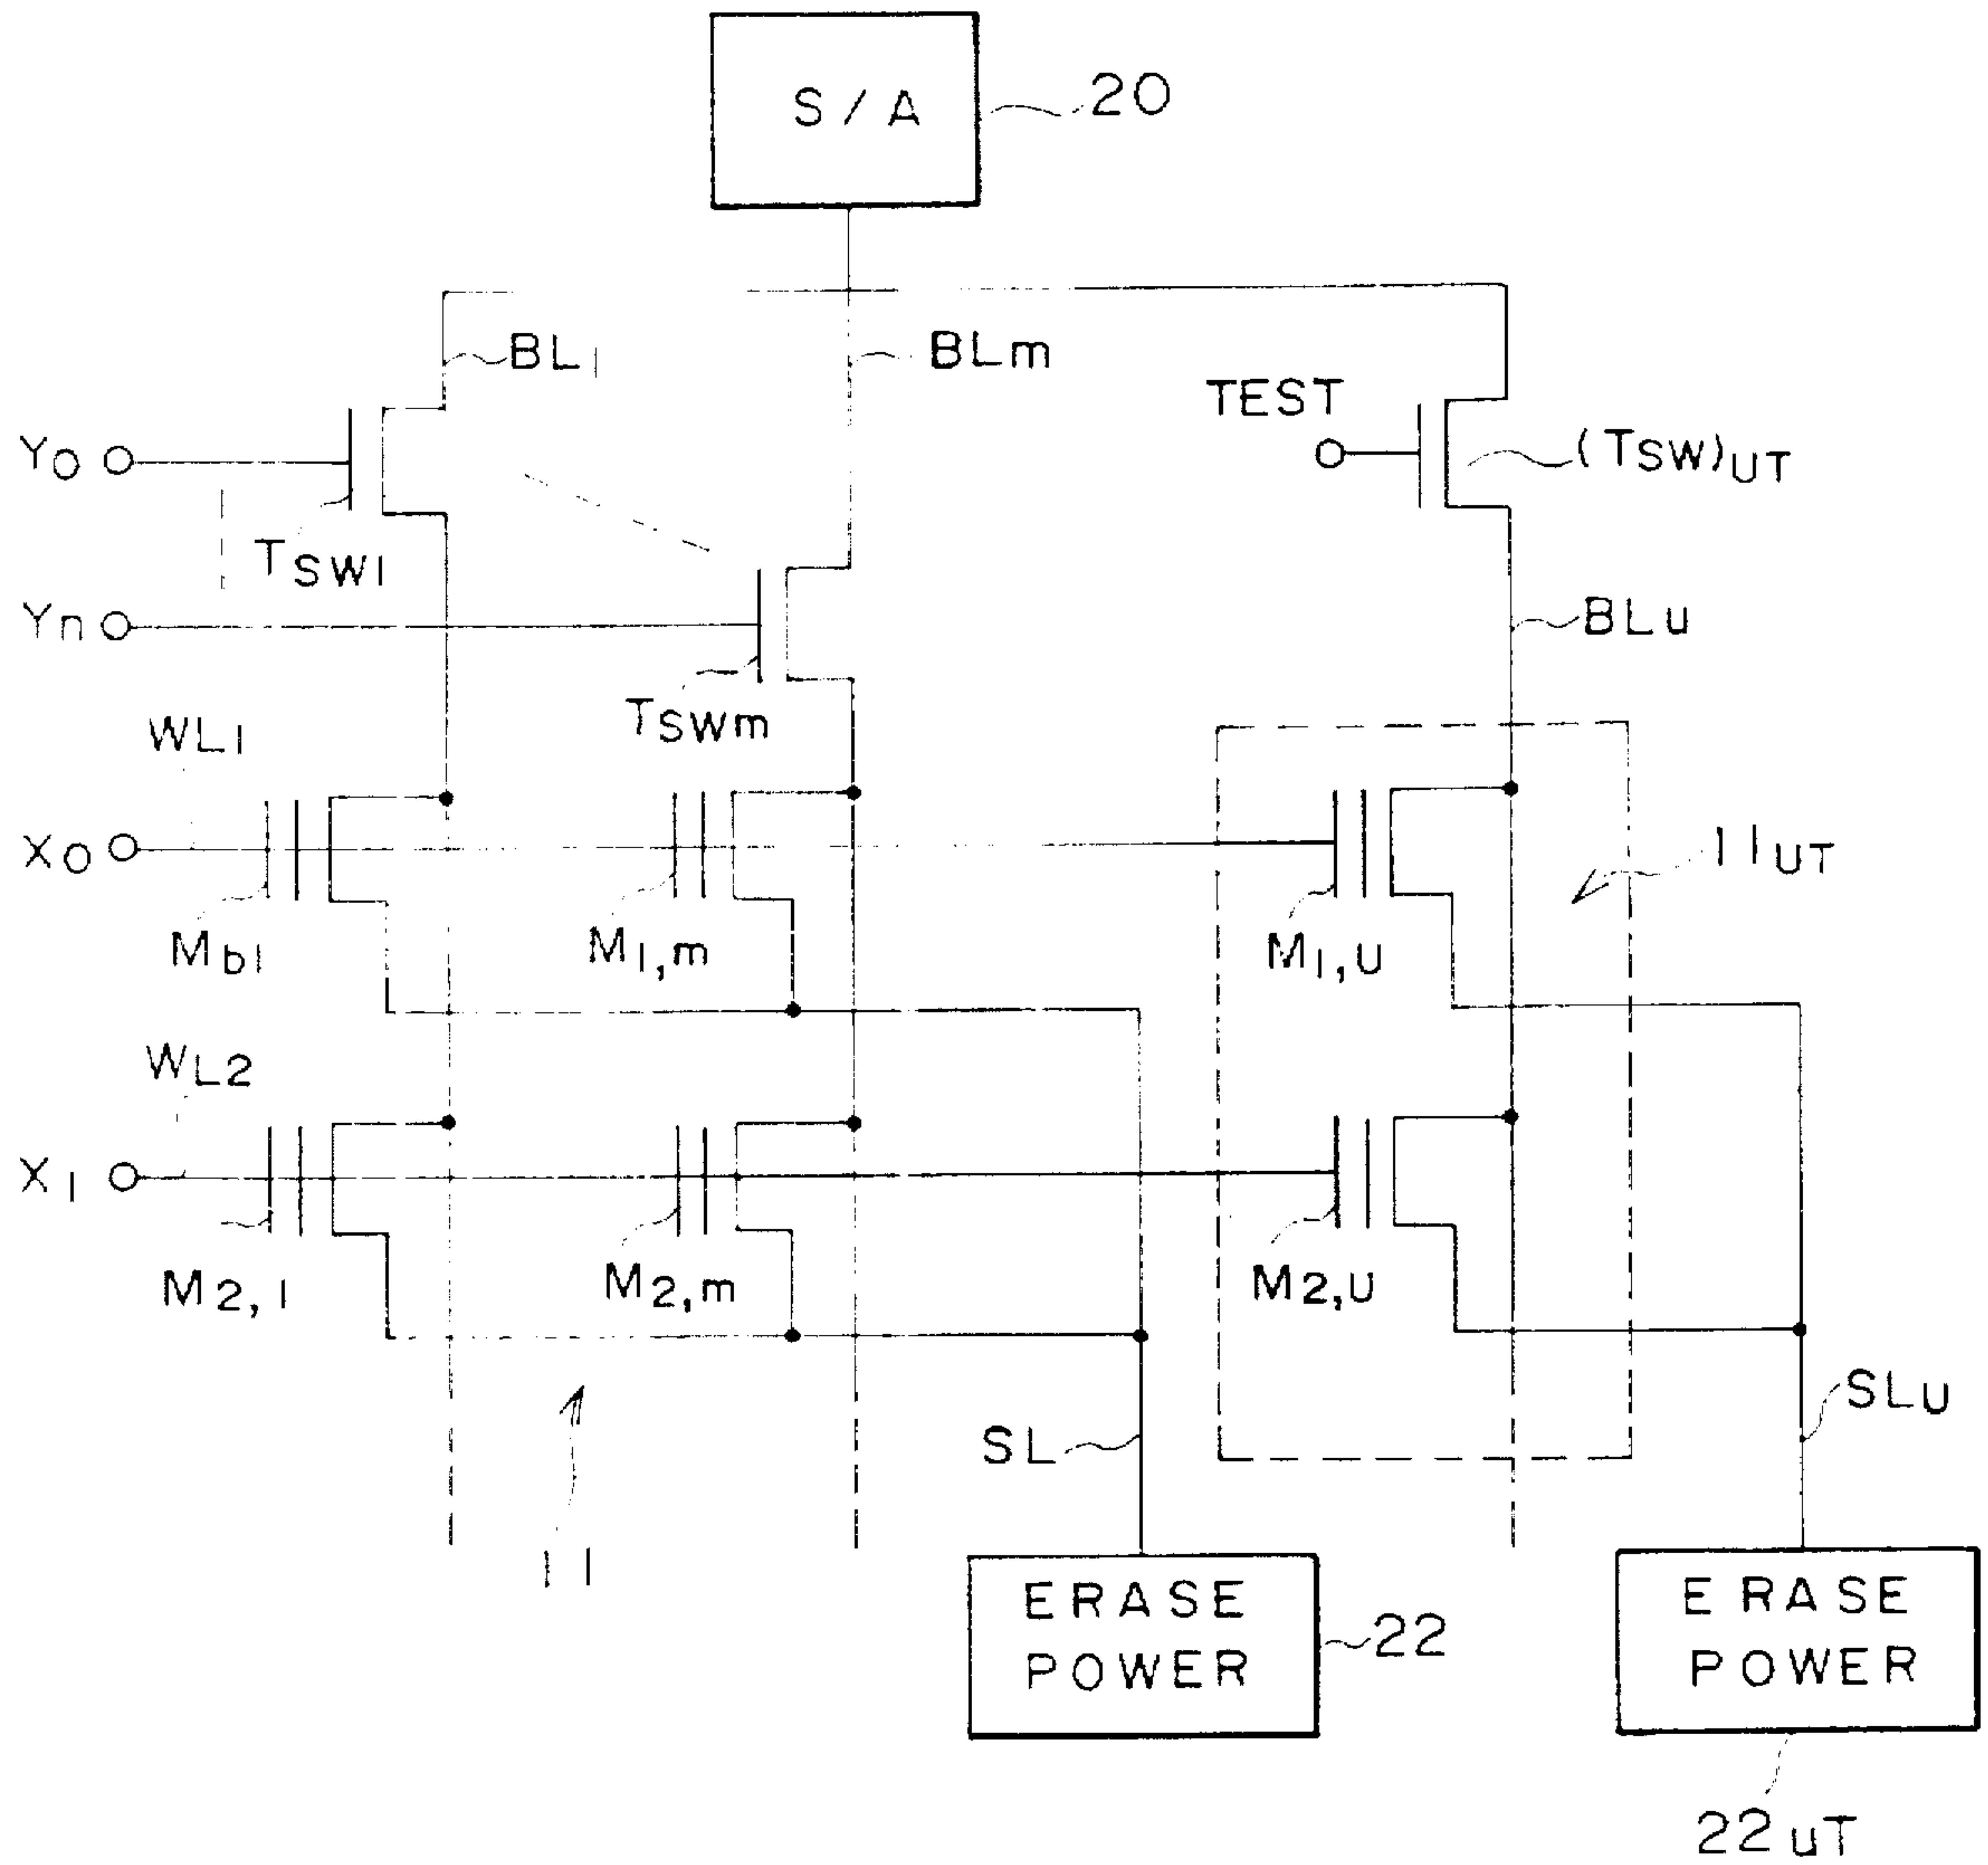 S / A
20
BL1
BLm
TEST
Y0
(TSW)UT
TSW1
Yn
BLu
TSWm
WL1
X0
11UT
Mb1
M1,m
M1,U
WL2
X1
M2,1
M2,m
M2,U
SL
SLU
11
ERASE
POWER
22
ERASE
POWER
22uT